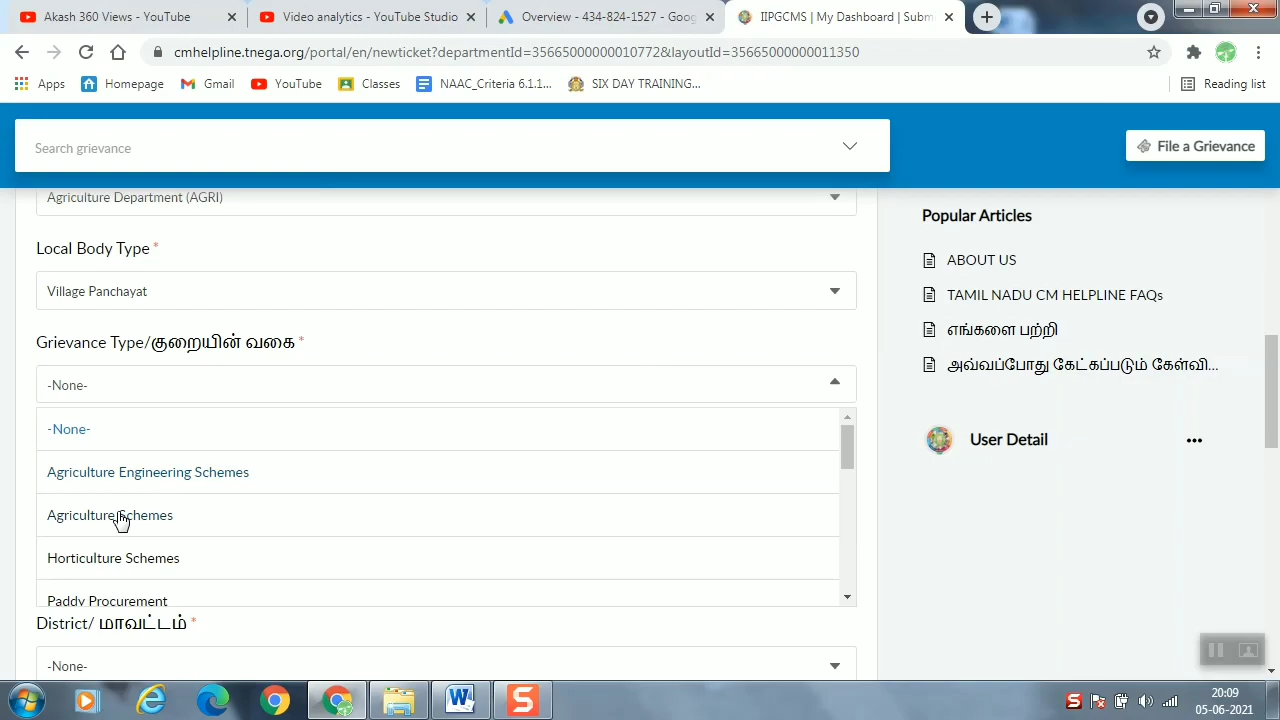 Akash 360 Views - YouTube
Video analytics - YouTube Studi
Overview - 434-824-1527 - Goog
IIPGCMS | My Dashboard | Subm
cmhelpline.tnega.org/portal/en/newticket?departmentId=35665000000010772&layoutId=35665000000011350
Apps
Homepage
Gmail
YouTube
Classes
NAAC_Criteria 6.1.1...
SIX DAY TRAINING...
Reading list
Search grievance
File a Grievance
Agriculture Department (AGRI)
Local Body Type *
Village Panchayat
Grievance Type/குறையின் வகை *
-None-
-None-
Agriculture Engineering Schemes
Agriculture Schemes
Horticulture Schemes
Paddy Procurement
District/ மாவட்டம் *
-None-
Popular Articles
ABOUT US
TAMIL NADU CM HELPLINE FAQs
எங்களை பற்றி
அவ்வப்போது கேட்கப்படும் கேள்வி...
User Detail
20:09
05-06-2021